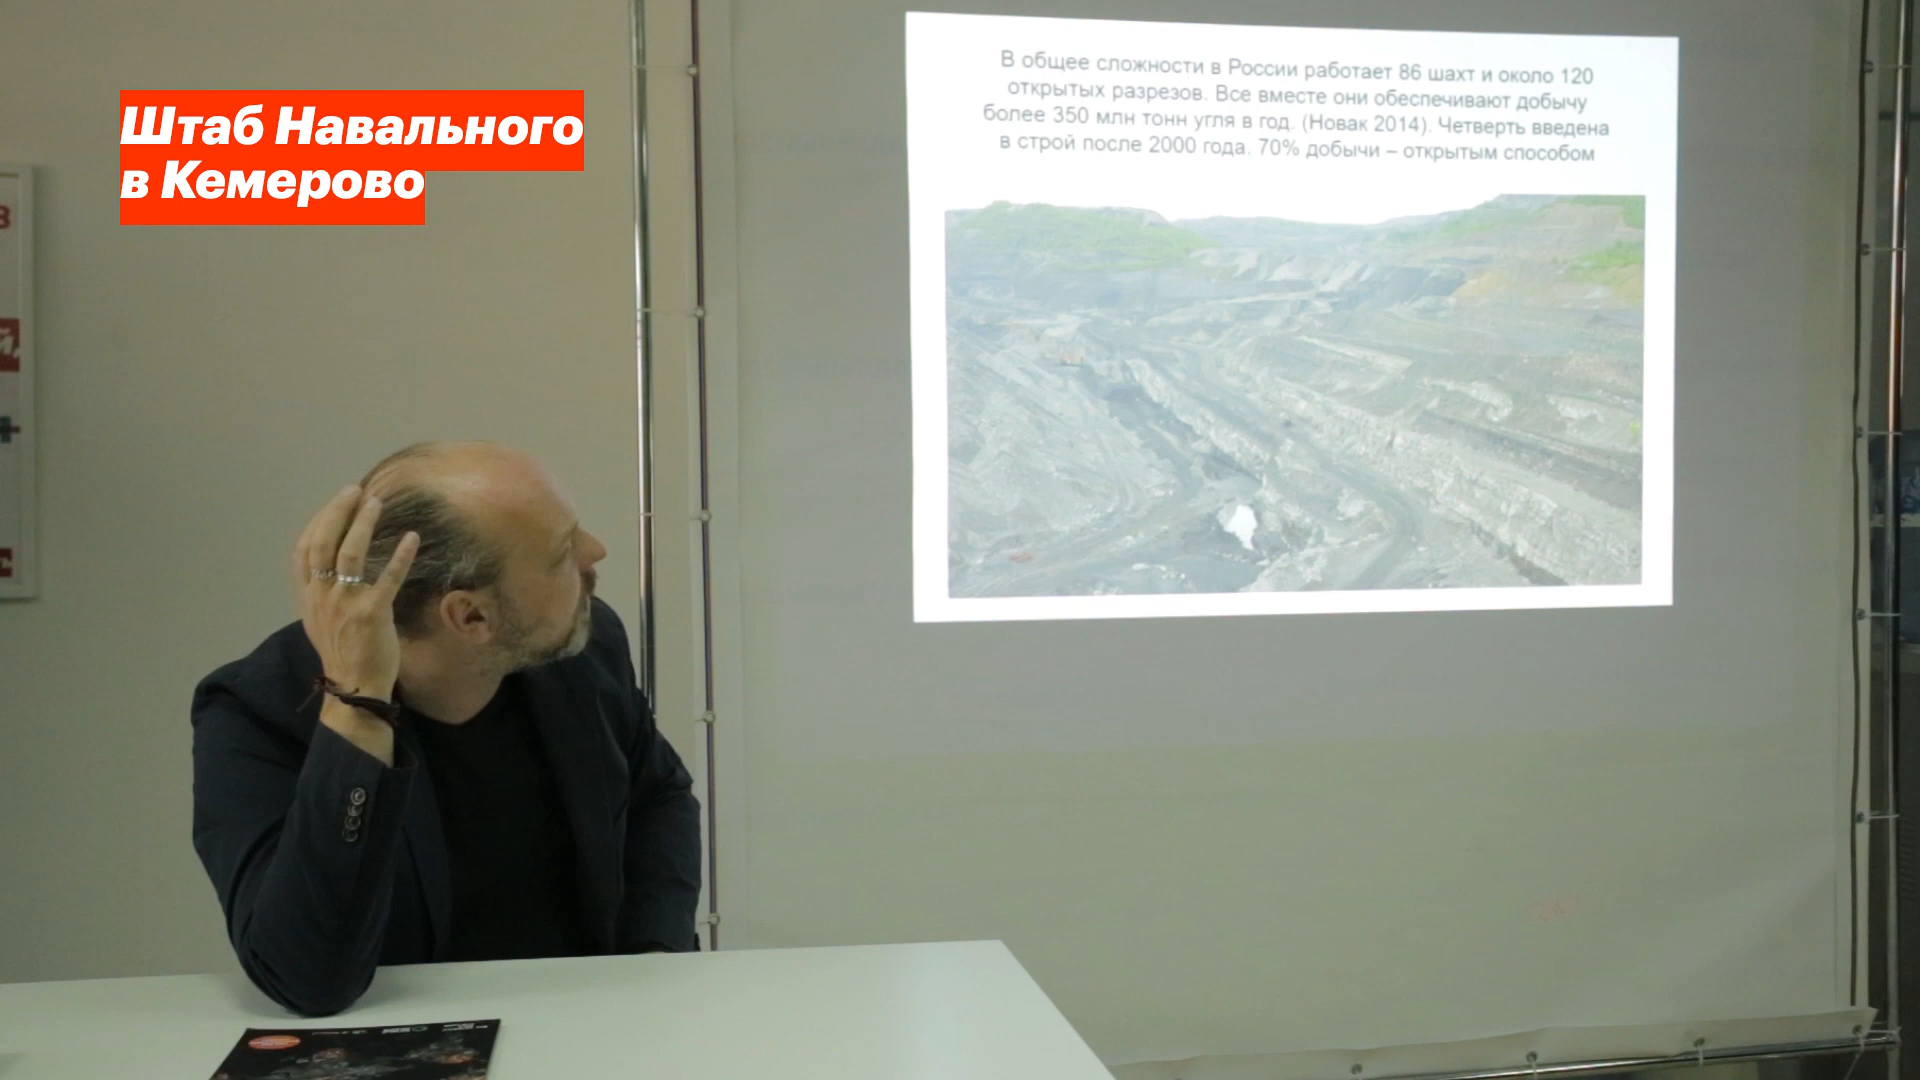 Штаб Навального
в Кемерово
В общее сложности в России работает 86 шахт и около 120
открытых разрезов. Все вместе они обеспечивают добычу
более 350 млн тонн угля в год. (Новак 2014). Четверть введена
в строй после 2000 года. 70% добычи – открытым способом